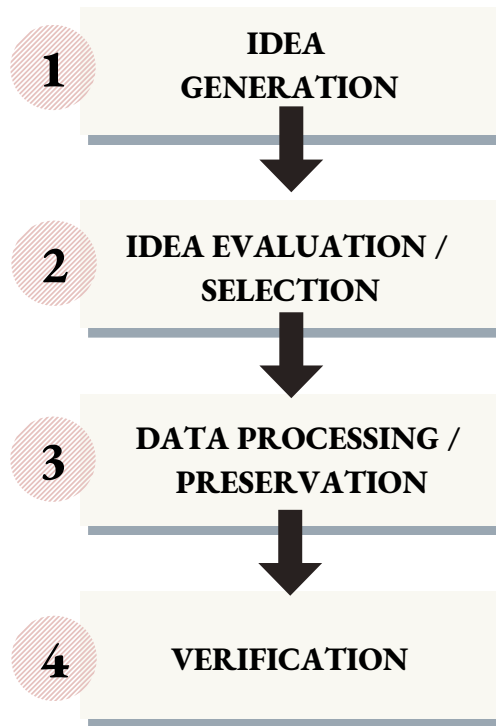 1
IDEA
GENERATION
2
IDEA EVALUATION /
SELECTION
3
DATA PROCESSING /
PRESERVATION
4
VERIFICATION